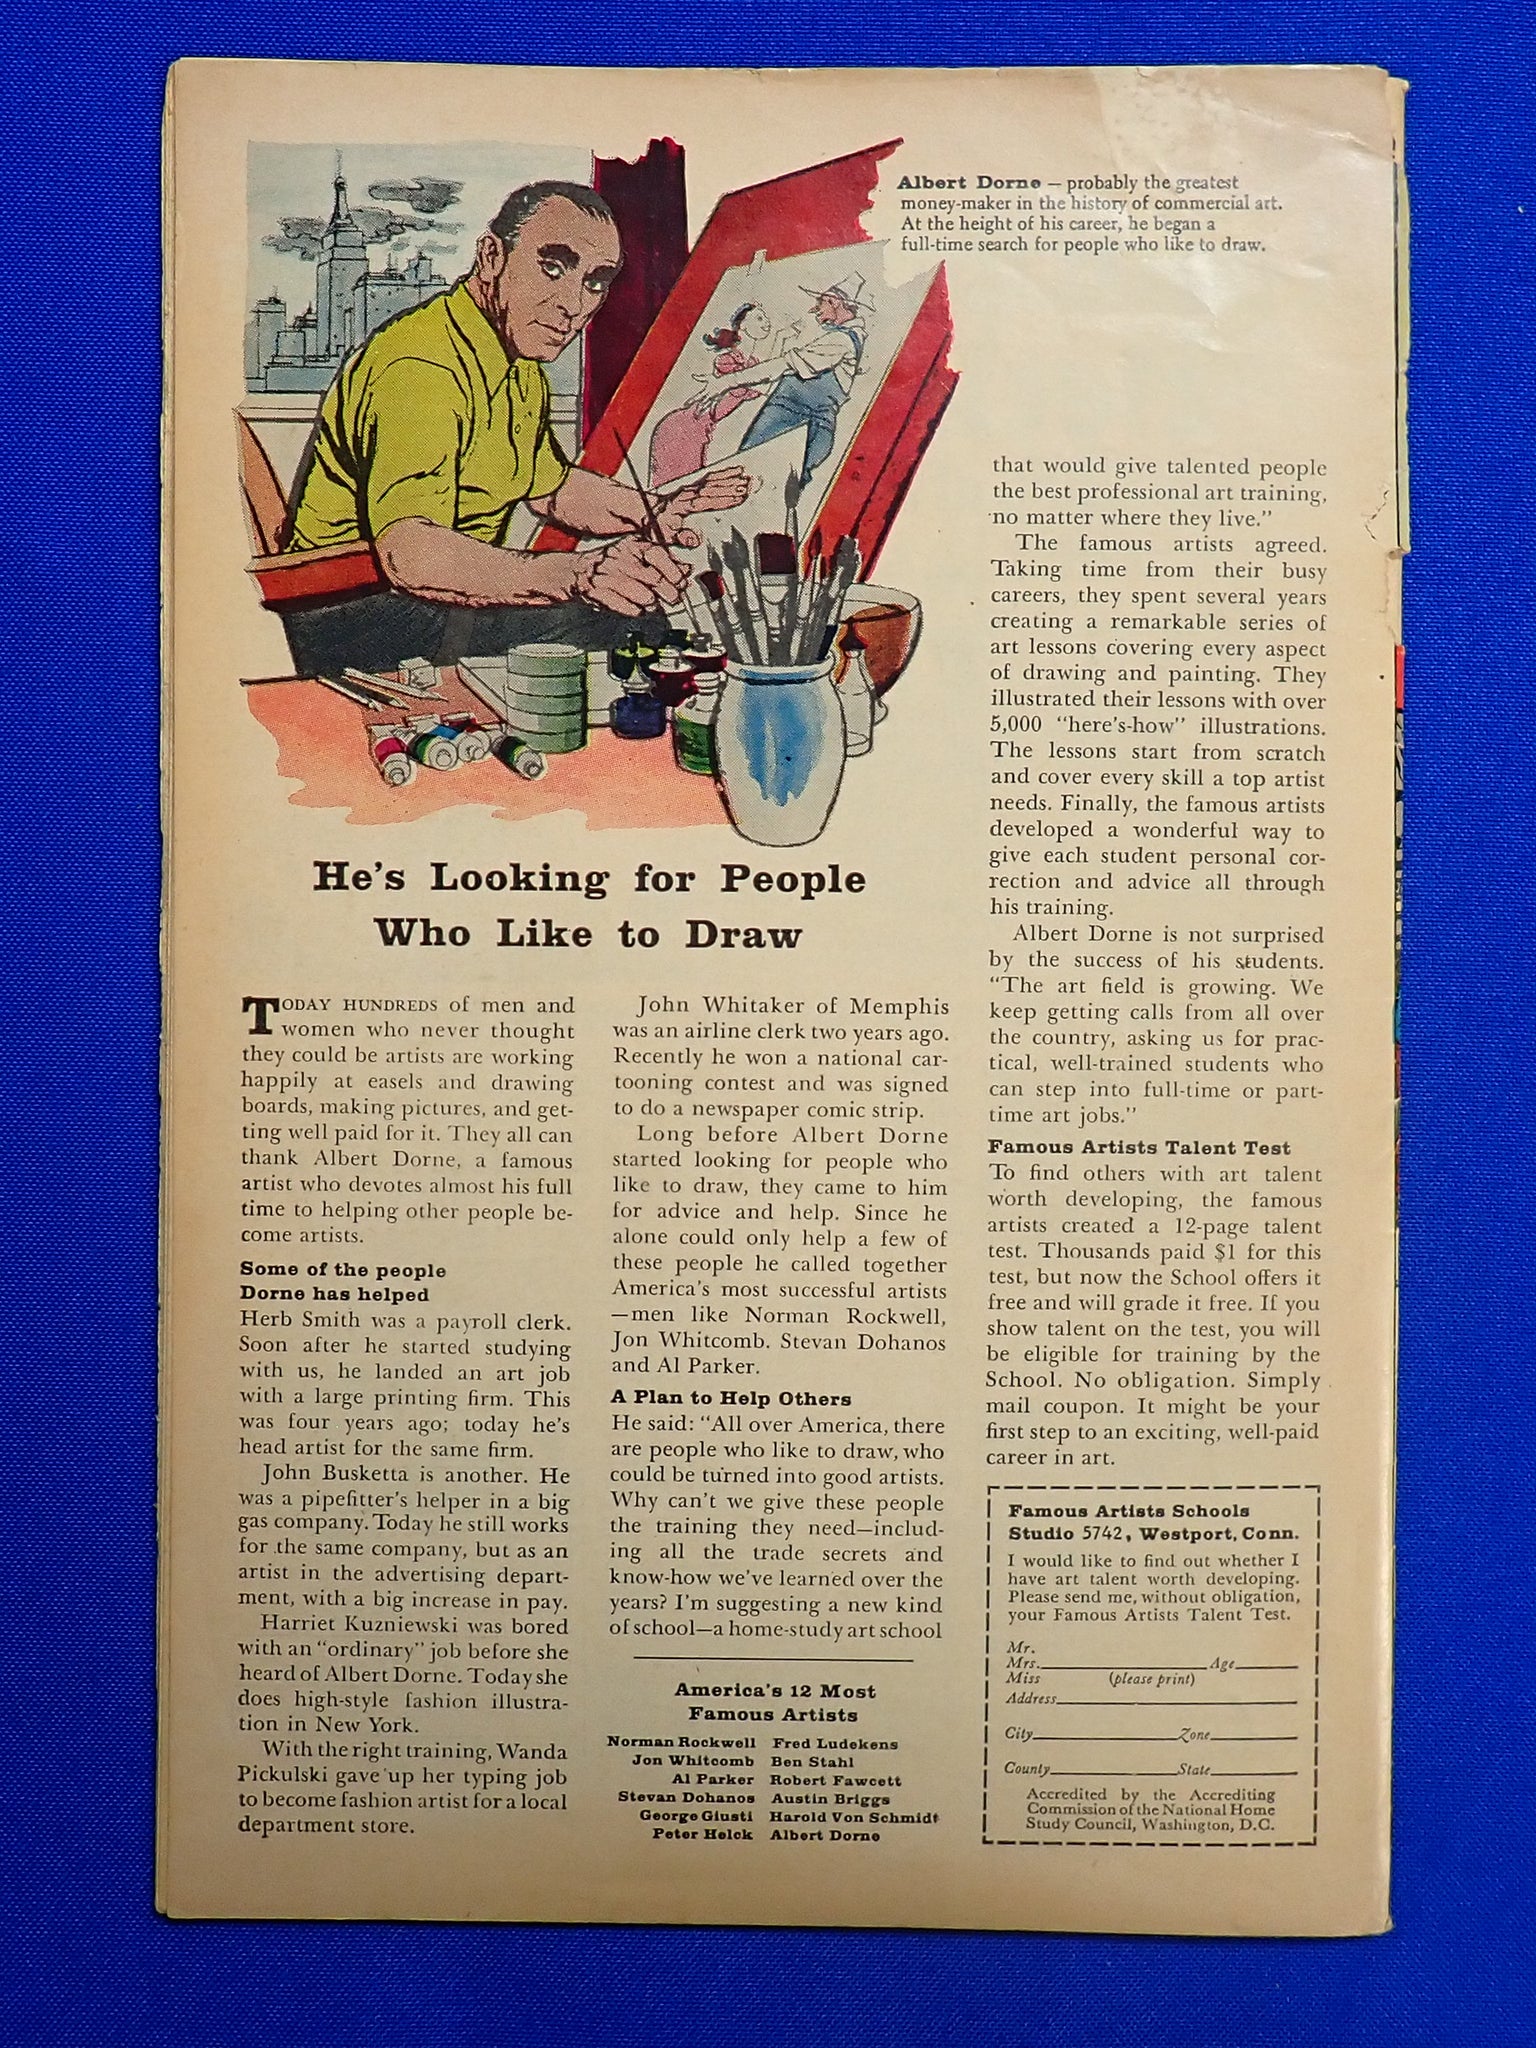 Albert Dorne – probably the greatest
money-maker in the history of commercial art.
At the height of his career, he began a
full-time search for people who like to draw.
He's Looking for People
Who Like to Draw
TODAY HUNDREDS of men and
women who never thought
they could be artists are working
happily at easels and drawing
boards, making pictures, and get-
ting well paid for it. They all can
thank Albert Dorne, a famous
artist who devotes almost his full
time to helping other people be-
come artists.
Some of the people
Dorne has helped
Herb Smith was a payroll clerk.
Soon after he started studying
with us, he landed an art job
with a large printing firm. This
was four years ago; today he's
head artist for the same firm.
John Busketta is another. He
was a pipefitter's helper in a big
gas company. Today he still works
for the same company, but as an
artist in the advertising depart-
ment, with a big increase in pay.
Harriet Kuzniewski was bored
with an "ordinary" job before she
heard of Albert Dorne. Today she
does high-style fashion illustra-
tion in New York.
With the right training, Wanda
Pickulski gave up her typing job
to become fashion artist for a local
department store.
John Whitaker of Memphis
was an airline clerk two years ago.
Recently he won a national car-
tooning contest and was signed
to do a newspaper comic strip.
Long before Albert Dorne
started looking for people who
like to draw, they came to him
for advice and help. Since he
alone could only help a few of
these people he called together
America's most successful artists
—men like Norman Rockwell,
Jon Whitcomb. Stevan Dohanos
and Al Parker.
A Plan to Help Others
He said: "All over America, there
are people who like to draw, who
could be turned into good artists.
Why can't we give these people
the training they need—includ-
ing all the trade secrets and
know-how we've learned over the
years? I'm suggesting a new kind
of school—a home-study art school
America's 12 Most
Famous Artists
Norman Rockwell Fred Ludekens
Jon Whitcomb Ben Stahl
Al Parker Robert Fawcett
Stevan Dohanos Austin Briggs
George Giusti Harold Von Schmidt
Peter Helck Albert Dorne
that would give talented people
the best professional art training,
no matter where they live."
The famous artists agreed.
Taking time from their busy
careers, they spent several years
creating a remarkable series of
art lessons covering every aspect
of drawing and painting. They
illustrated their lessons with over
5,000 "here's-how" illustrations.
The lessons start from scratch
and cover every skill a top artist
needs. Finally, the famous artists
developed a wonderful way to
give each student personal cor-
rection and advice all through
his training.
Albert Dorne is not surprised
by the success of his students.
"The art field is growing. We
keep getting calls from all over
the country, asking us for prac-
tical, well-trained students who
can step into full-time or part-
time art jobs."
Famous Artists Talent Test
To find others with art talent
worth developing, the famous
artists created a 12-page talent
test. Thousands paid $1 for this
test, but now the School offers it
free and will grade it free. If you
show talent on the test, you will
be eligible for training by the
School. No obligation. Simply
mail coupon. It might be your
first step to an exciting, well-paid
career in art.
Famous Artists Schools
Studio 5742, Westport, Conn.
I would like to find out whether I
have art talent worth developing.
Please send me, without obligation,
your Famous Artists Talent Test.
Mr.
Mrs. Age
Miss (please print)
Address
City Zone
County State
Accredited by the Accrediting
Commission of the National Home
Study Council, Washington, D.C.